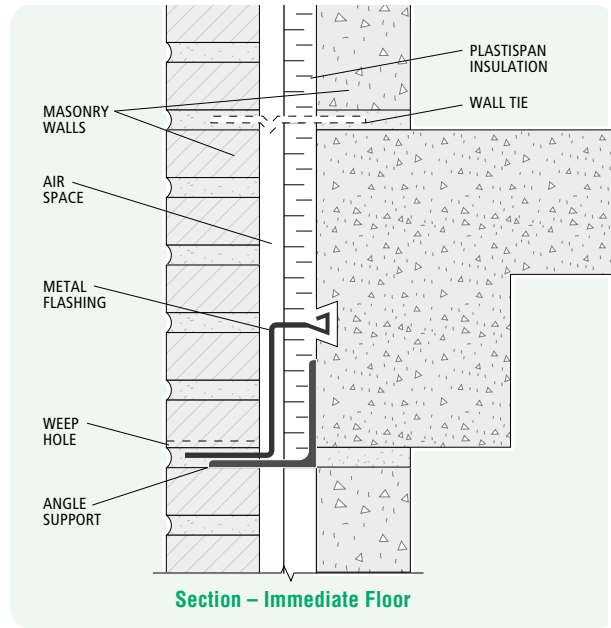 PLASTISPAN
INSULATION
WALL TIE
MASONRY
WALLS
AIR
SPACE
METAL
FLASHING
WEEP
HOLE
ANGLE
SUPPORT
Section – Immediate Floor